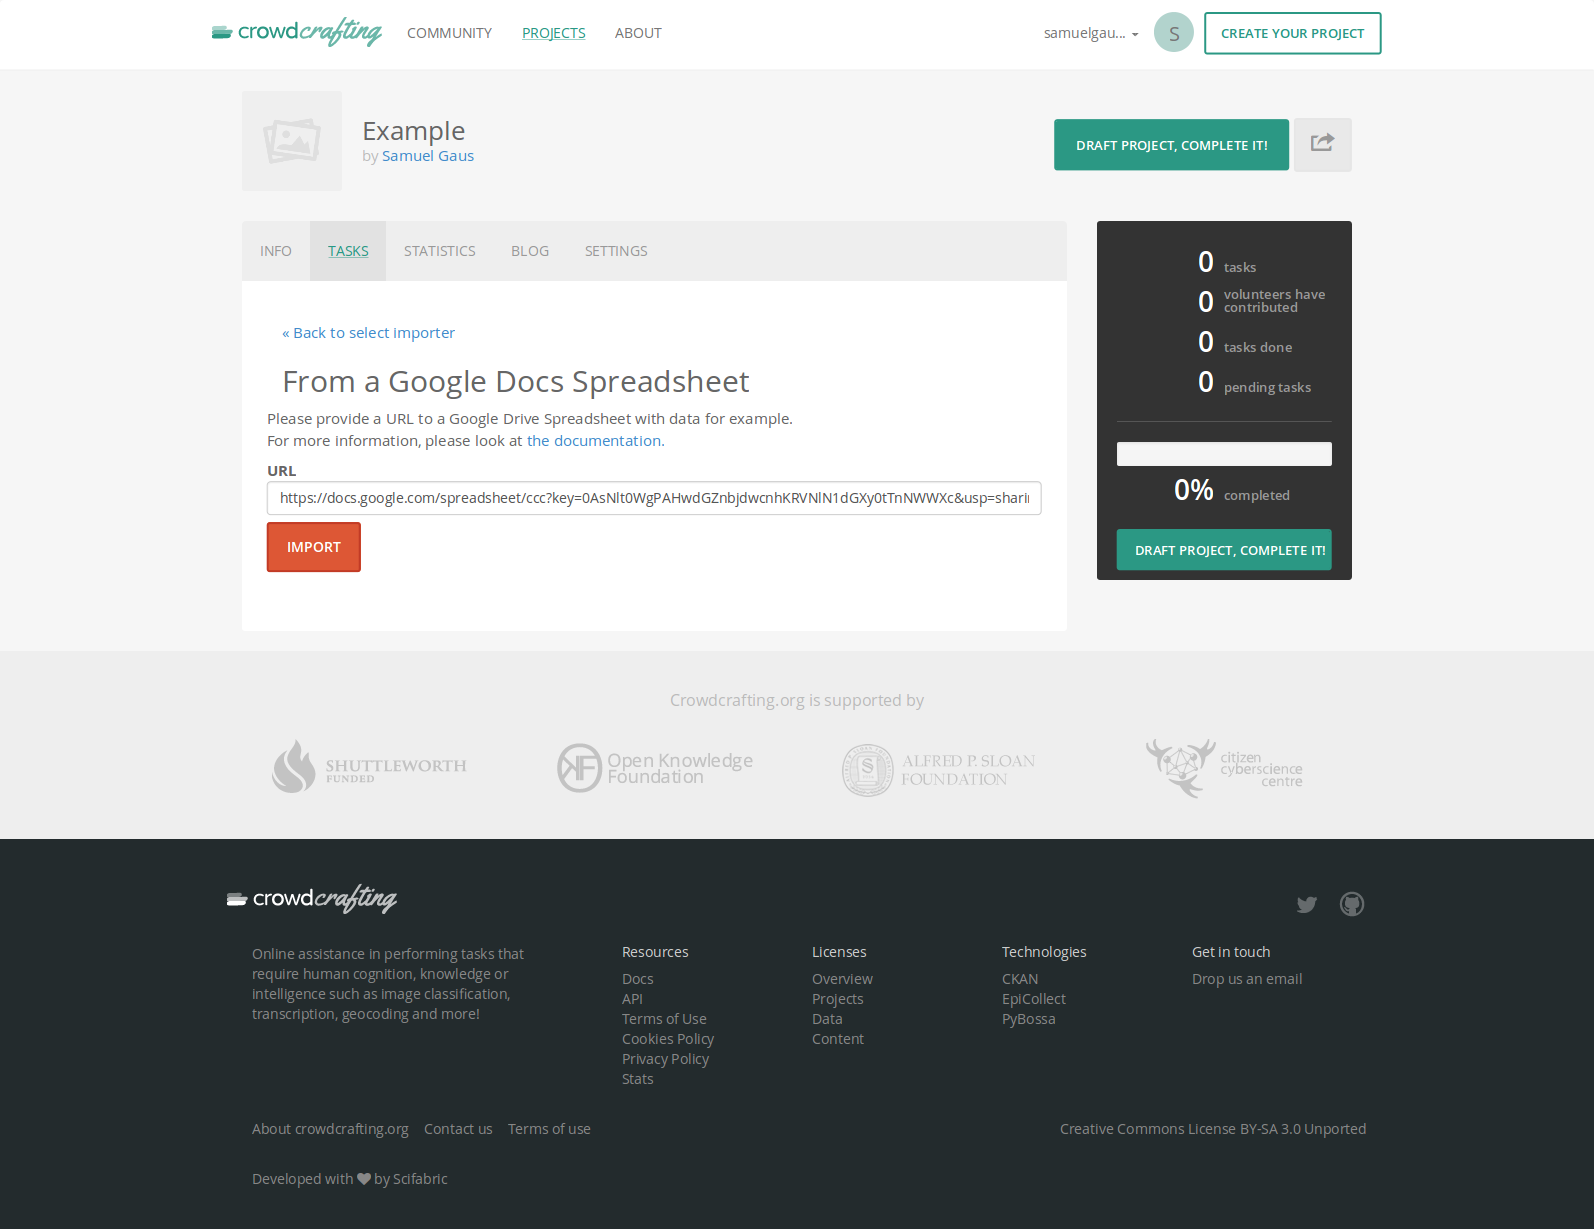 crowdcrafting
COMMUNITY
PROJECTS
ABOUT
samuelgau...
S
CREATE YOUR PROJECT
Example
by Samuel Gaus
DRAFT PROJECT, COMPLETE IT!
INFO
TASKS
STATISTICS
BLOG
SETTINGS
« Back to select importer
From a Google Docs Spreadsheet
Please provide a URL to a Google Drive Spreadsheet with data for example.
For more information, please look at the documentation.
URL
https://docs.google.com/spreadsheet/ccc?key=0AsNlt0WgPAHwdGZnbjdwcnhKRVNlN1dGXy0tTnNWWXc&usp=sharin
IMPORT
0 tasks
0 volunteers have
contributed
0 tasks done
0 pending tasks
0% completed
DRAFT PROJECT, COMPLETE IT!
Crowdcrafting.org is supported by
SHUTTLEWORTH
FUNDED
Open Knowledge
Foundation
S
ALFRED P. SLOAN
FOUNDATION
citizen
cyberscience
centre
crowdcrafting
Online assistance in performing tasks that
require human cognition, knowledge or
intelligence such as image classification,
transcription, geocoding and more!
Resources
Docs
API
Terms of Use
Cookies Policy
Privacy Policy
Stats
Licenses
Overview
Projects
Data
Content
Technologies
CKAN
EpiCollect
PyBossa
Get in touch
Drop us an email
About crowdcrafting.org
Contact us
Terms of use
Creative Commons License BY-SA 3.0 Unported
Developed with ♥ by Scifabric